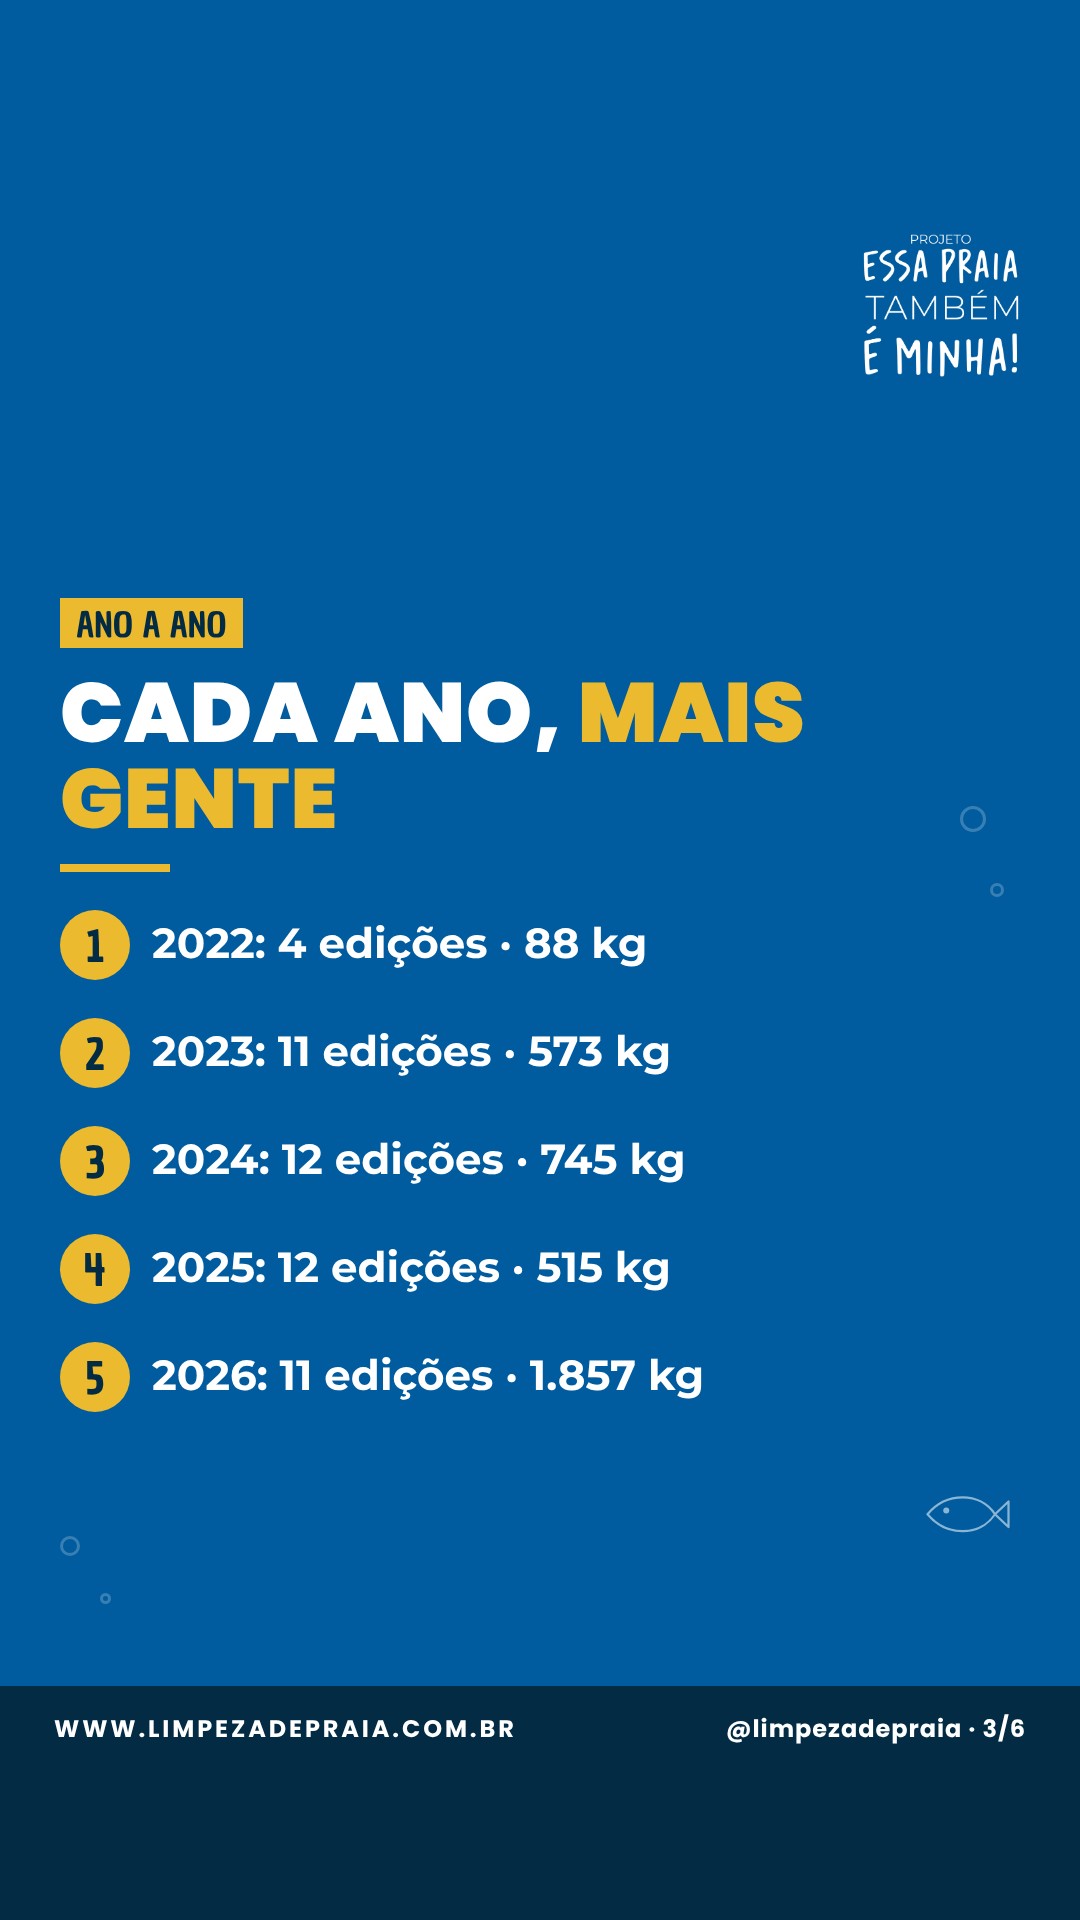 PROJETO
ESSA PRAIA
TAMBÉM
É MINHA!
ANO A ANO
CADA ANO, MAIS
GENTE
1 2022: 4 edições · 88 kg
2 2023: 11 edições · 573 kg
3 2024: 12 edições · 745 kg
4 2025: 12 edições · 515 kg
5 2026: 11 edições · 1.857 kg
WWW.LIMPEZADEPRAIA.COM.BR
@limpezadepraia · 3/6